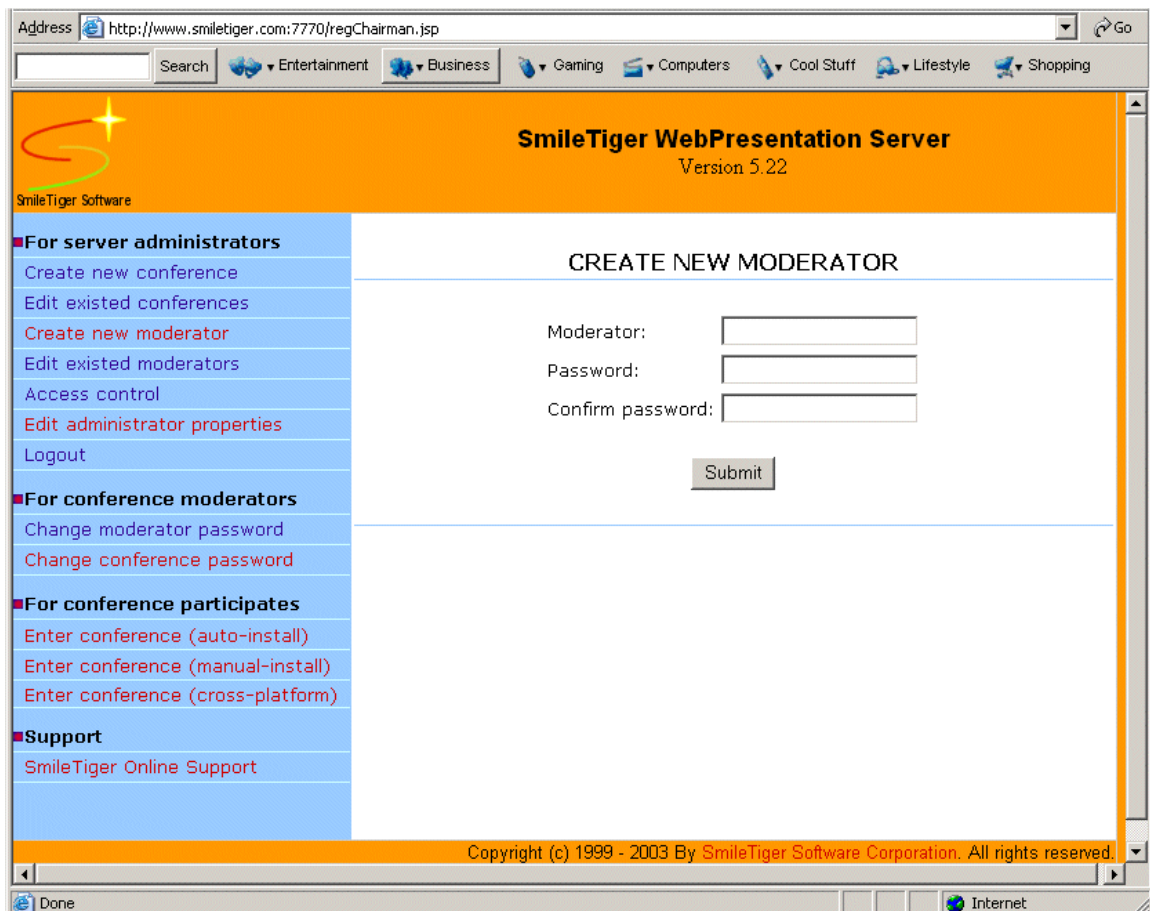 Address http://www.smiletiger.com:7770/regChairman.jsp Go
Search Entertainment Business Gaming Computers Cool Stuff Lifestyle Shopping
SmileTiger Software
SmileTiger WebPresentation Server
Version 5.22
For server administrators
Create new conference
Edit existed conferences
Create new moderator
Edit existed moderators
Access control
Edit administrator properties
Logout
For conference moderators
Change moderator password
Change conference password
For conference participates
Enter conference (auto-install)
Enter conference (manual-install)
Enter conference (cross-platform)
Support
SmileTiger Online Support
CREATE NEW MODERATOR
Moderator:
Password:
Confirm password:
Submit
Copyright (c) 1999 - 2003 By SmileTiger Software Corporation. All rights reserved.
Done Internet